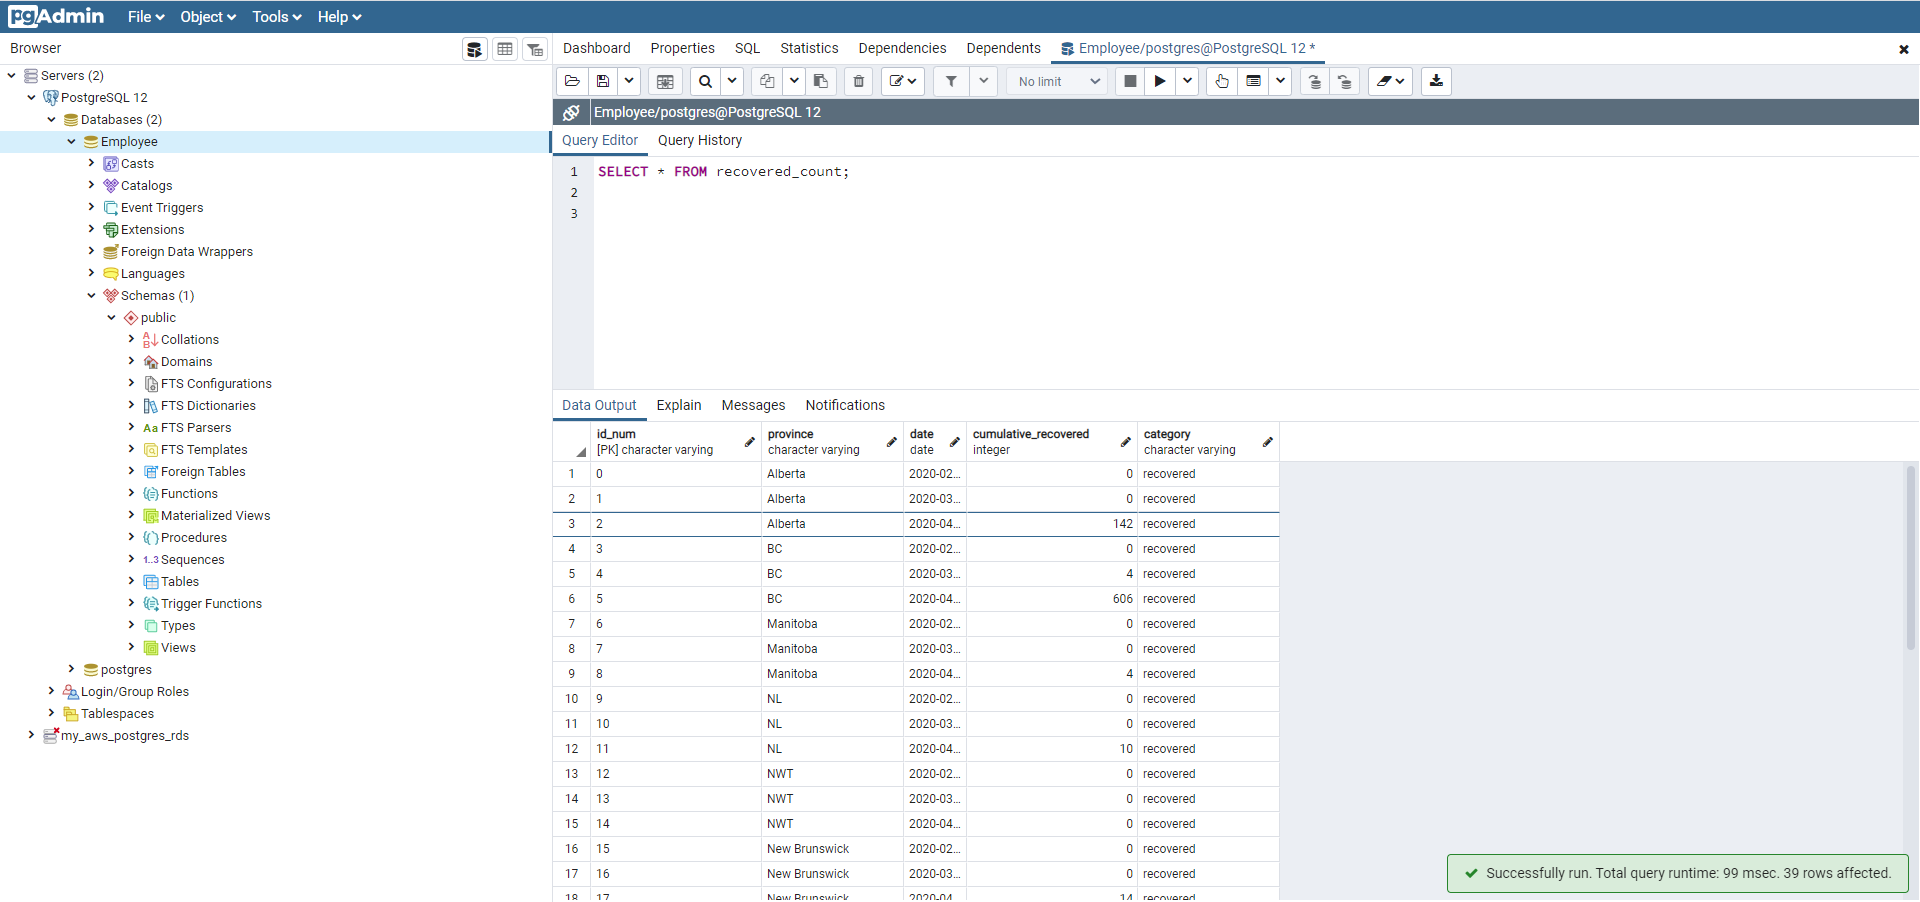 pgAdmin File Object Tools Help
Browser
Dashboard Properties SQL Statistics Dependencies Dependents Employee/postgres@PostgreSQL 12 *
No limit
Employee/postgres@PostgreSQL 12
Query Editor Query History
1 SELECT * FROM recovered_count;
2
3
Servers (2)
PostgreSQL 12
Databases (2)
Employee
Casts
Catalogs
Event Triggers
Extensions
Foreign Data Wrappers
Languages
Schemas (1)
public
Collations
Domains
FTS Configurations
FTS Dictionaries
Aa FTS Parsers
FTS Templates
Foreign Tables
Functions
Materialized Views
Procedures
1..3 Sequences
Tables
Trigger Functions
Types
Views
postgres
Login/Group Roles
Tablespaces
my_aws_postgres_rds
Data Output Explain Messages Notifications
id_num province date cumulative_recovered category
[PK] character varying character varying date integer character varying
1 0 Alberta 2020-02... 0 recovered
2 1 Alberta 2020-03... 0 recovered
3 2 Alberta 2020-04... 142 recovered
4 3 BC 2020-02... 0 recovered
5 4 BC 2020-03... 4 recovered
6 5 BC 2020-04... 606 recovered
7 6 Manitoba 2020-02... 0 recovered
8 7 Manitoba 2020-03... 0 recovered
9 8 Manitoba 2020-04... 4 recovered
10 9 NL 2020-02... 0 recovered
11 10 NL 2020-03... 0 recovered
12 11 NL 2020-04... 10 recovered
13 12 NWT 2020-02... 0 recovered
14 13 NWT 2020-03... 0 recovered
15 14 NWT 2020-04... 0 recovered
16 15 New Brunswick 2020-02... 0 recovered
17 16 New Brunswick 2020-03... 0 recovered
18 17 New Brunswick 2020-04... 14 recovered
Successfully run. Total query runtime: 99 msec. 39 rows affected.